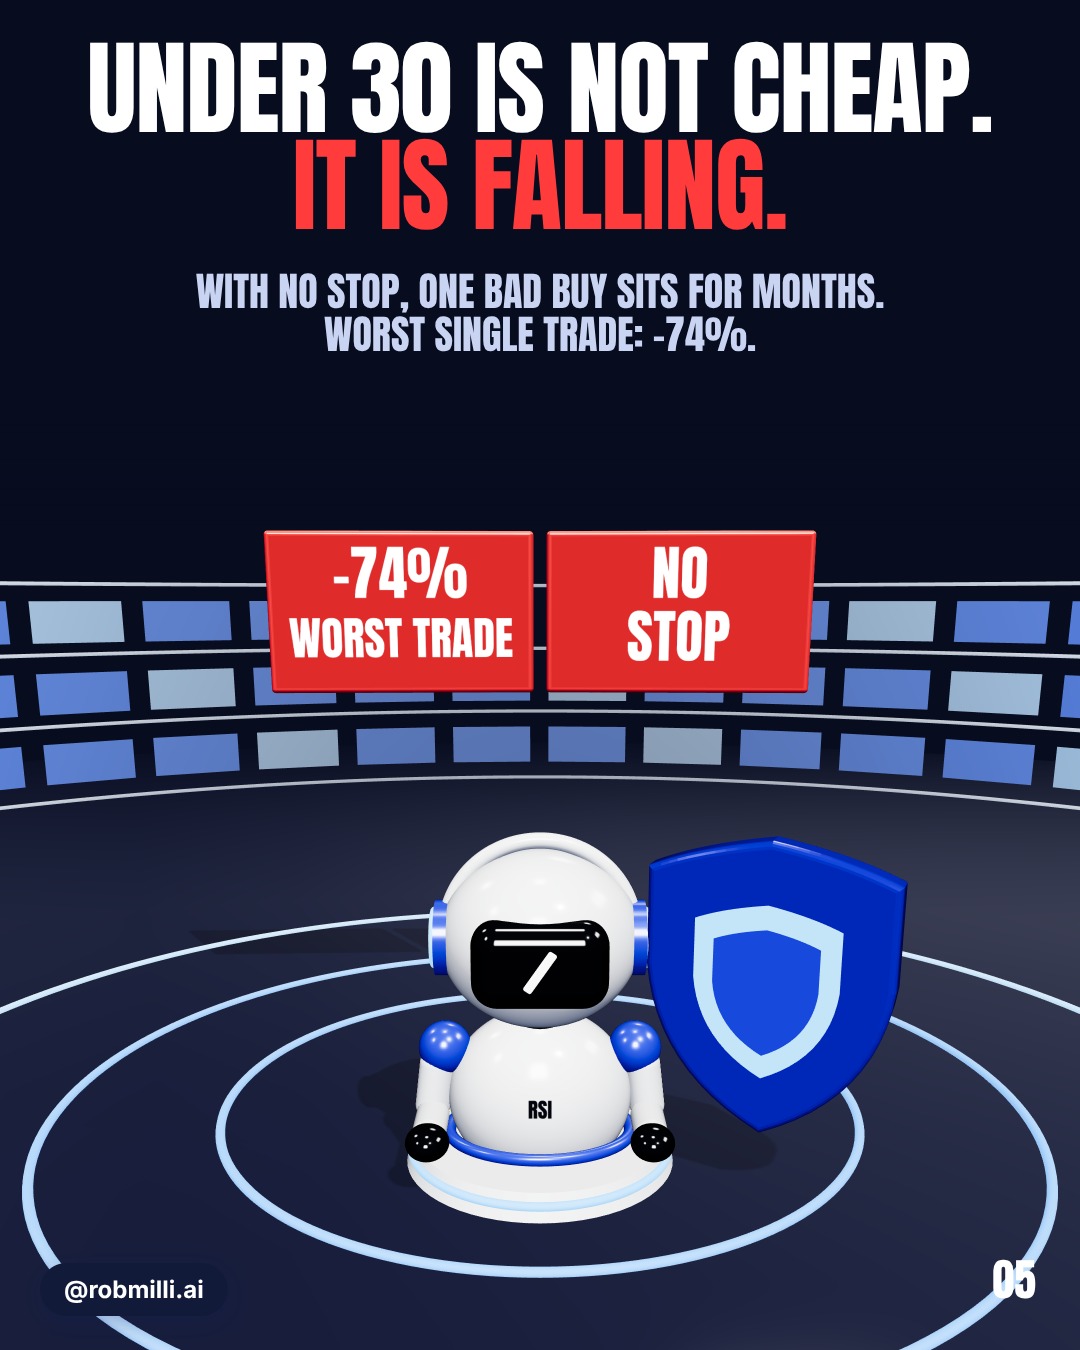 UNDER 30 IS NOT CHEAP.
IT IS FALLING.
WITH NO STOP, ONE BAD BUY SITS FOR MONTHS.
WORST SINGLE TRADE: -74%.
-74%
WORST TRADE
NO
STOP
RSI
@robmilli.ai
05